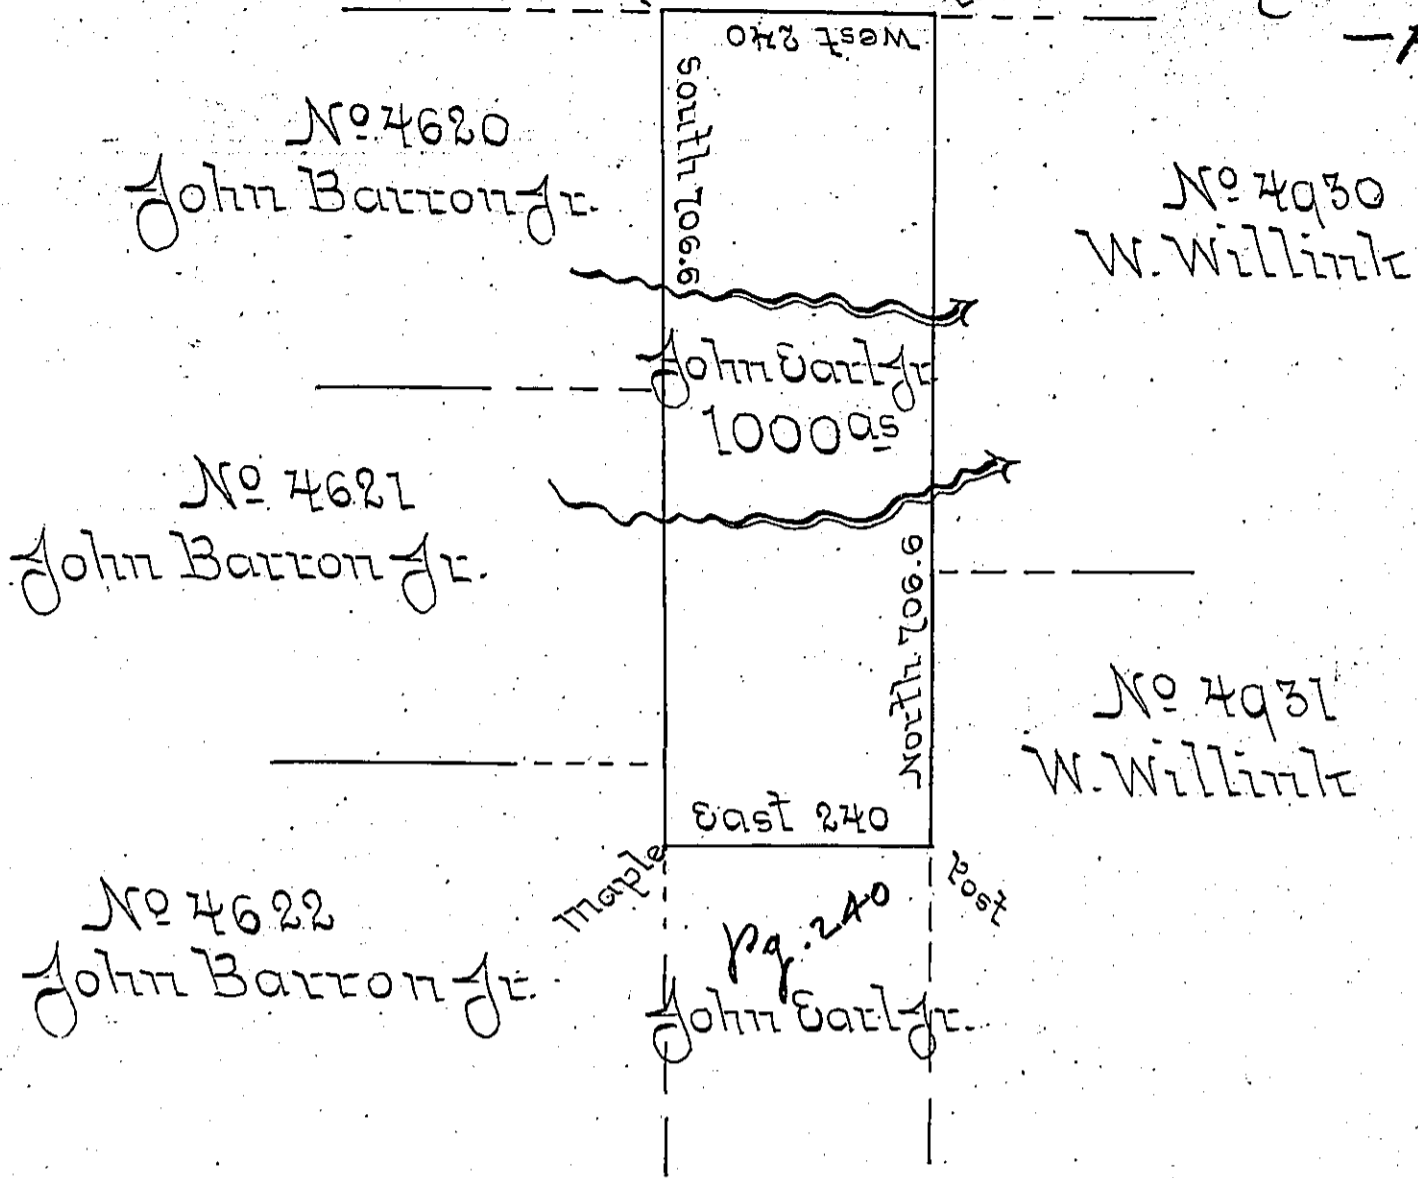 West 240
South 706.6
Nº 4620
John Barron Jr.
Nº 4930
W. Willink
John Earl Jr.
1000 as
Nº 4621
John Barron Jr.
North 706.6
Nº 4931
W. Willink
East 240
Maple
Post
Nº 4622
John Barron Jr.
pg. 240
John Earl Jr.